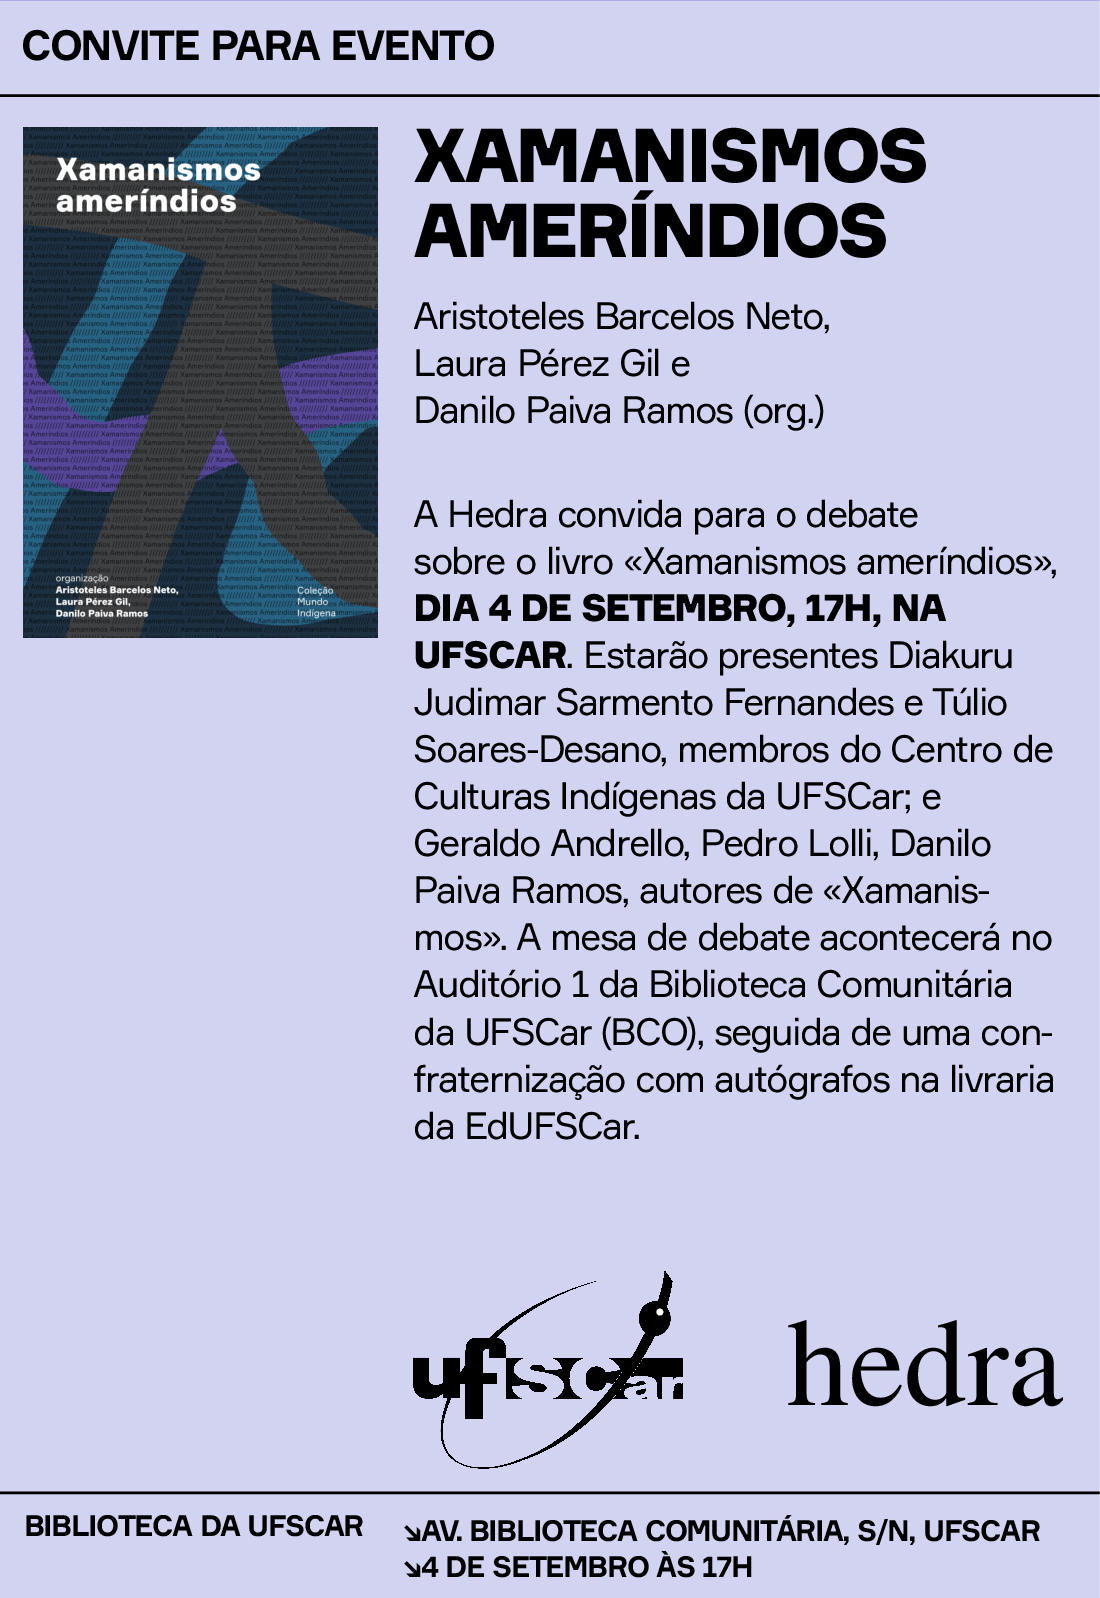 CONVITE PARA EVENTO
Xamanismos
ameríndios
organização
Aristoteles Barcelos Neto,
Laura Pérez Gil,
Danilo Paiva Ramos
Coleção
Mundo
Indígena
XAMANISMOS
AMERÍNDIOS
Aristoteles Barcelos Neto,
Laura Pérez Gil e
Danilo Paiva Ramos (org.)
A Hedra convida para o debate
sobre o livro «Xamanismos ameríndios»,
DIA 4 DE SETEMBRO, 17H, NA
UFSCAR. Estarão presentes Diakuru
Judimar Sarmento Fernandes e Túlio
Soares-Desano, membros do Centro de
Culturas Indígenas da UFSCar; e
Geraldo Andrello, Pedro Lolli, Danilo
Paiva Ramos, autores de «Xamanis-
mos». A mesa de debate acontecerá no
Auditório 1 da Biblioteca Comunitária
da UFSCar (BCO), seguida de uma con-
fraternização com autógrafos na livraria
da EdUFSCar.
ufscar
hedra
BIBLIOTECA DA UFSCAR
↘AV. BIBLIOTECA COMUNITÁRIA, S/N, UFSCAR
↘4 DE SETEMBRO ÀS 17H